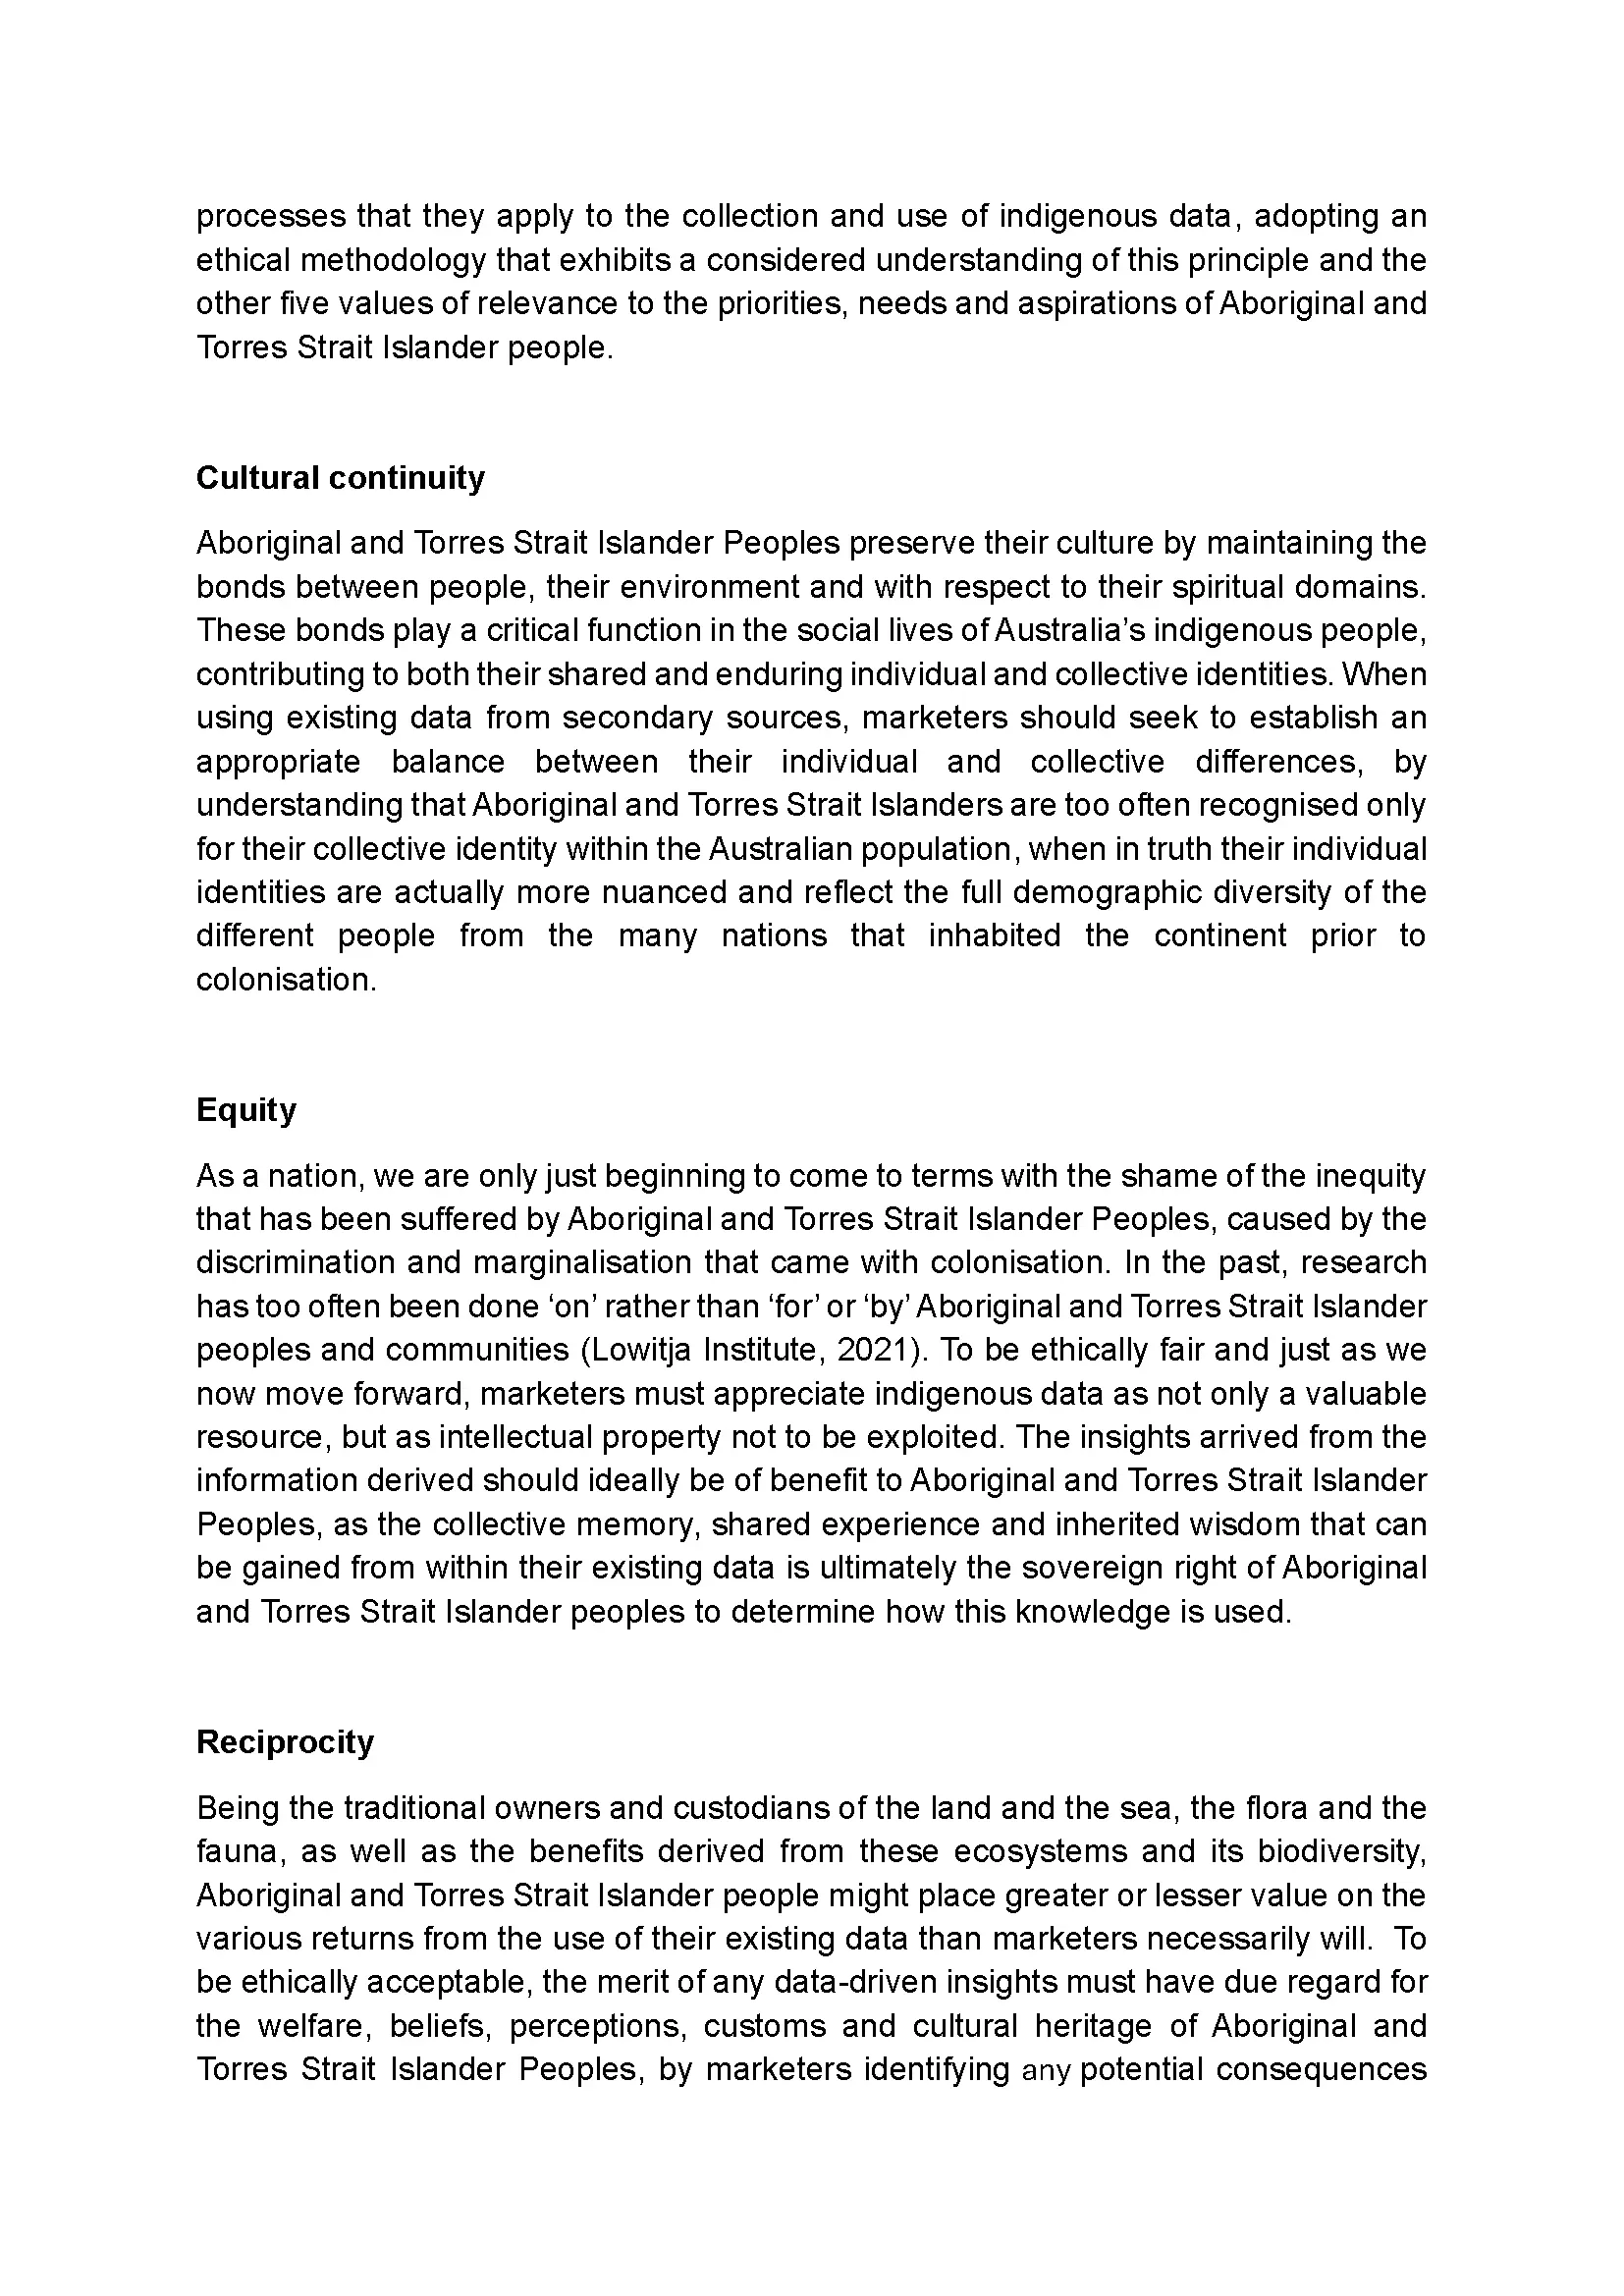 processes that they apply to the collection and use of indigenous data, adopting an
ethical methodology that exhibits a considered understanding of this principle and the
other five values of relevance to the priorities, needs and aspirations of Aboriginal and
Torres Strait Islander people.
Cultural continuity
Aboriginal and Torres Strait Islander Peoples preserve their culture by maintaining the
bonds between people, their environment and with respect to their spiritual domains.
These bonds play a critical function in the social lives of Australia’s indigenous people,
contributing to both their shared and enduring individual and collective identities. When
using existing data from secondary sources, marketers should seek to establish an
appropriate balance between their individual and collective differences, by
understanding that Aboriginal and Torres Strait Islanders are too often recognised only
for their collective identity within the Australian population, when in truth their individual
identities are actually more nuanced and reflect the full demographic diversity of the
different people from the many nations that inhabited the continent prior to
colonisation.
Equity
As a nation, we are only just beginning to come to terms with the shame of the inequity
that has been suffered by Aboriginal and Torres Strait Islander Peoples, caused by the
discrimination and marginalisation that came with colonisation. In the past, research
has too often been done ‘on’ rather than ‘for’ or ‘by’ Aboriginal and Torres Strait Islander
peoples and communities (Lowitja Institute, 2021). To be ethically fair and just as we
now move forward, marketers must appreciate indigenous data as not only a valuable
resource, but as intellectual property not to be exploited. The insights arrived from the
information derived should ideally be of benefit to Aboriginal and Torres Strait Islander
Peoples, as the collective memory, shared experience and inherited wisdom that can
be gained from within their existing data is ultimately the sovereign right of Aboriginal
and Torres Strait Islander peoples to determine how this knowledge is used.
Reciprocity
Being the traditional owners and custodians of the land and the sea, the flora and the
fauna, as well as the benefits derived from these ecosystems and its biodiversity,
Aboriginal and Torres Strait Islander people might place greater or lesser value on the
various returns from the use of their existing data than marketers necessarily will.  To
be ethically acceptable, the merit of any data-driven insights must have due regard for
the welfare, beliefs, perceptions, customs and cultural heritage of Aboriginal and
Torres Strait Islander Peoples, by marketers identifying any potential consequences